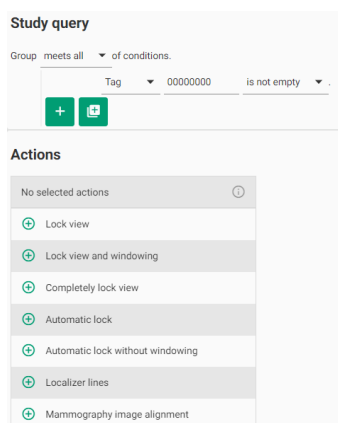 Study query
Group meets all of conditions.
Tag 00000000 is not empty .
Actions
No selected actions
Lock view
Lock view and windowing
Completely lock view
Automatic lock
Automatic lock without windowing
Localizer lines
Mammography image alignment